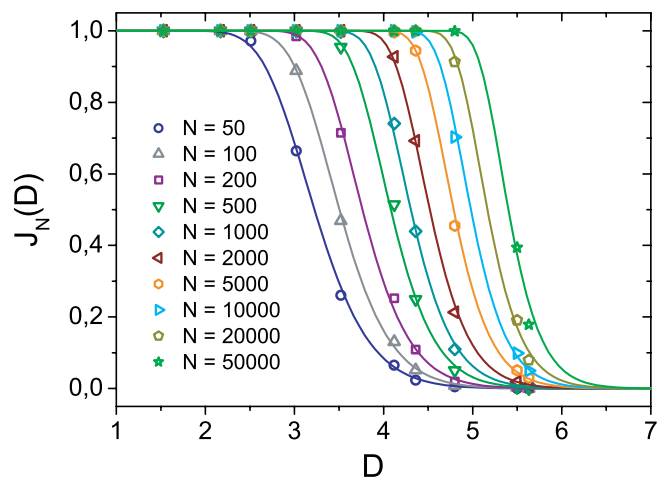 1,0
0,8
0,6
0,4
0,2
0,0
J_N(D)
N = 50
N = 100
N = 200
N = 500
N = 1000
N = 2000
N = 5000
N = 10000
N = 20000
N = 50000
1 2 3 4 5 6 7
D